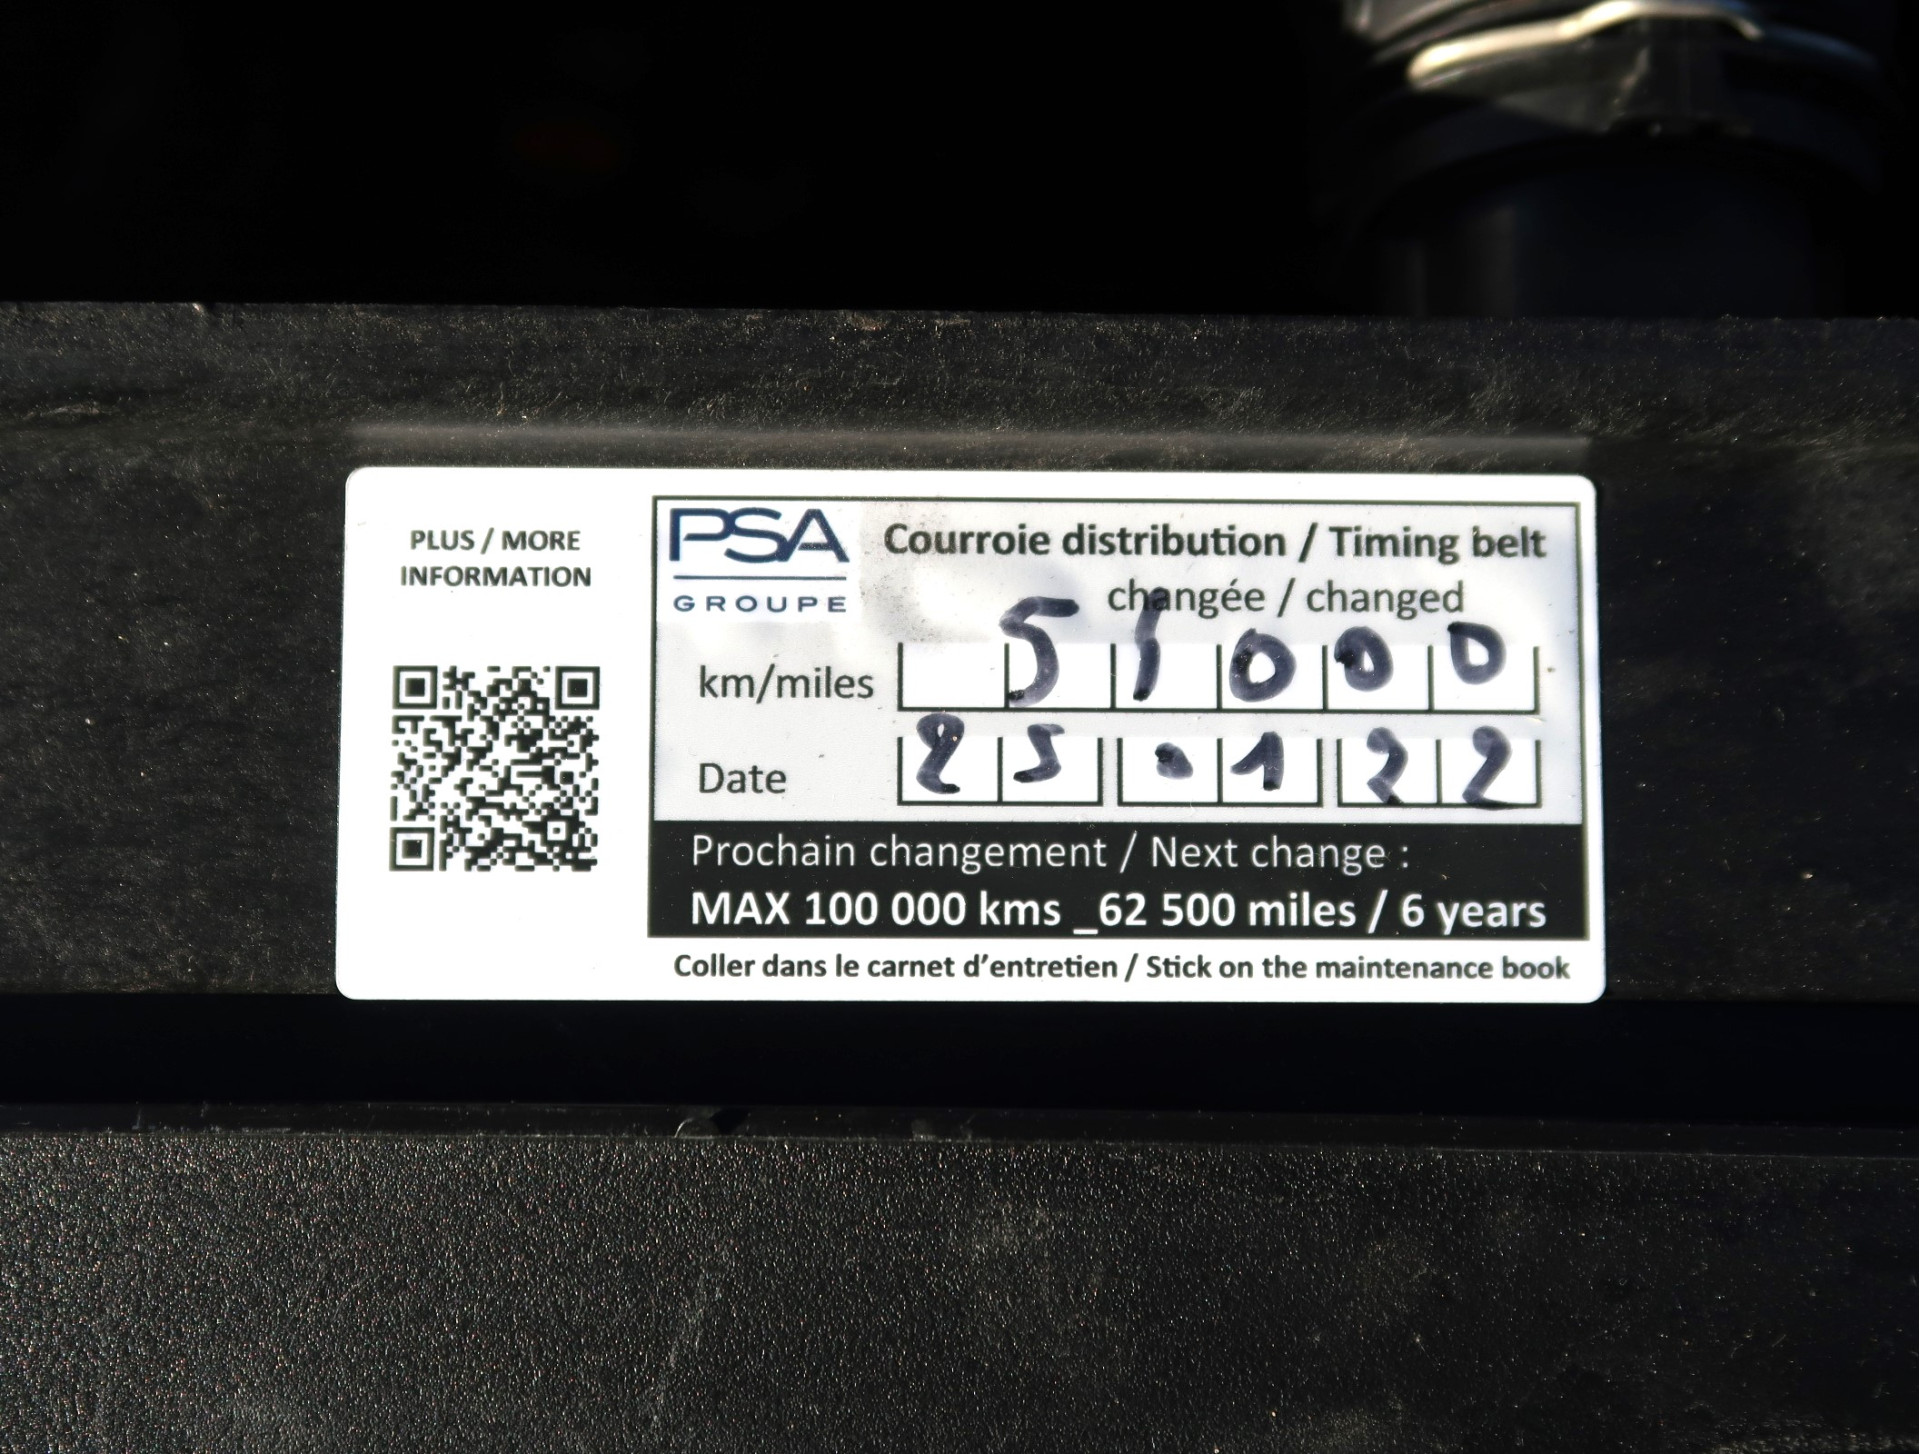 PLUS / MORE
INFORMATION
PSA
GROUPE
Courroie distribution / Timing belt
changée / changed
km/miles 51000
Date 25 01 22
Prochain changement / Next change :
MAX 100 000 kms _62 500 miles / 6 years
Coller dans le carnet d'entretien / Stick on the maintenance book